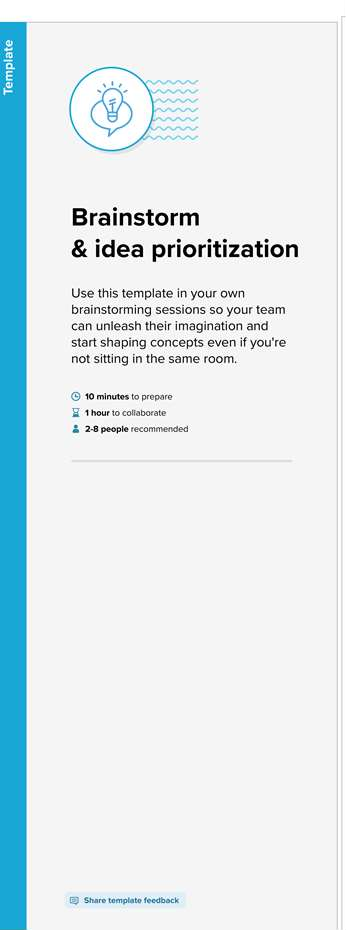 Template
Brainstorm
& idea prioritization
Use this template in your own
brainstorming sessions so your team
can unleash their imagination and
start shaping concepts even if you're
not sitting in the same room.
10 minutes to prepare
1 hour to collaborate
2-8 people recommended
Share template feedback